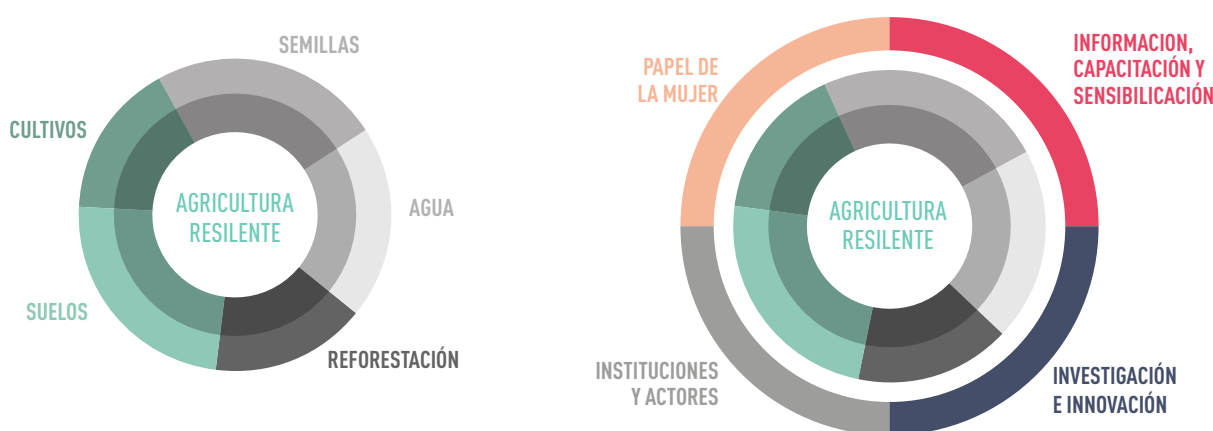 SEMILLAS
CULTIVOS
AGRICULTURA
RESILENTE
AGUA
SUELOS
REFORESTACIÓN
PAPEL DE
LA MUJER
INFORMACION,
CAPACITACIÓN Y
SENSIBILICACIÓN
AGRICULTURA
RESILENTE
INSTITUCIONES
Y ACTORES
INVESTIGACIÓN
E INNOVACIÓN